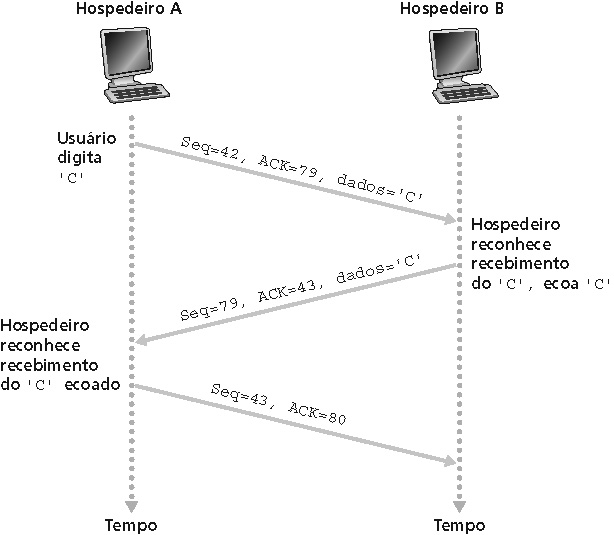 Hospedeiro A
Hospedeiro B
Usuário
digita
'C'
Seq=42, ACK=79, dados='C'
Hospedeiro
reconhece
recebimento
do 'C', ecoa 'C'
Seq=79, ACK=43, dados='C'
Hospedeiro
reconhece
recebimento
do 'C' ecoado
Seq=43, ACK=80
Tempo
Tempo